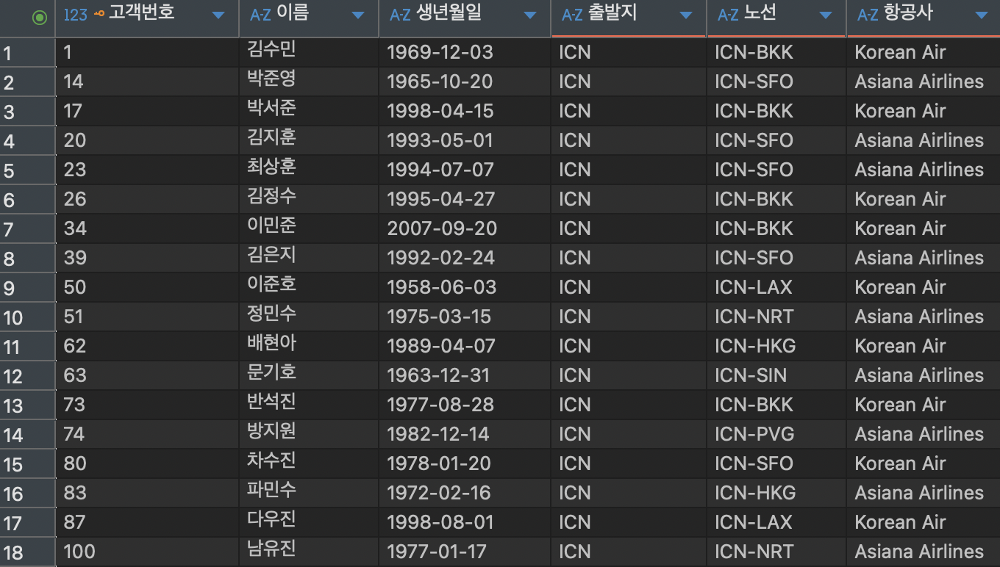 123 고객번호 A-Z 이름 A-Z 생년월일 A-Z 출발지 A-Z 노선 A-Z 항공사
1 1 김수민 1969-12-03 ICN ICN-BKK Korean Air
2 14 박준영 1965-10-20 ICN ICN-SFO Asiana Airlines
3 17 박서준 1998-04-15 ICN ICN-BKK Korean Air
4 20 김지훈 1993-05-01 ICN ICN-SFO Asiana Airlines
5 23 최상훈 1994-07-07 ICN ICN-SFO Asiana Airlines
6 26 김정수 1995-04-27 ICN ICN-BKK Korean Air
7 34 이민준 2007-09-20 ICN ICN-BKK Korean Air
8 39 김은지 1992-02-24 ICN ICN-SFO Asiana Airlines
9 50 이준호 1958-06-03 ICN ICN-LAX Korean Air
10 51 정민수 1975-03-15 ICN ICN-NRT Asiana Airlines
11 62 배현아 1989-04-07 ICN ICN-HKG Korean Air
12 63 문기호 1963-12-31 ICN ICN-SIN Asiana Airlines
13 73 반석진 1977-08-28 ICN ICN-BKK Korean Air
14 74 방지원 1982-12-14 ICN ICN-PVG Asiana Airlines
15 80 차수진 1978-01-20 ICN ICN-SFO Korean Air
16 83 파민수 1972-02-16 ICN ICN-HKG Asiana Airlines
17 87 다우진 1998-08-01 ICN ICN-LAX Korean Air
18 100 남유진 1977-01-17 ICN ICN-NRT Asiana Airlines